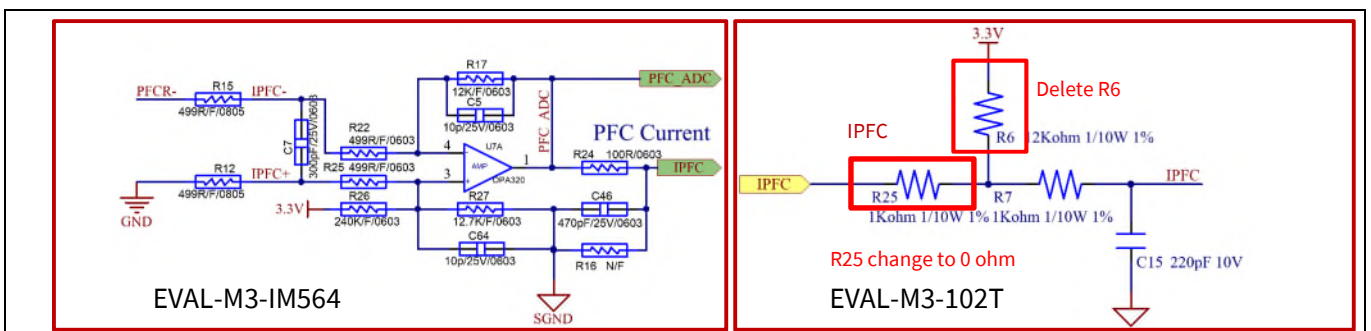 R17
12K/F/0603
C5
10p/25V/0603
PFC_ADC
PFC_ADC
PFCR-
R15
499R/F/0805
IPFC-
C7
300pF/25V/0603
R22
499R/F/0603
U7A
4
AMP
1
3
OPA320
PFC Current
R24
100R/0603
IPFC
GND
R12
499R/F/0805
IPFC+
R25 499R/F/0603
R26
3.3V
240K/F/0603
R27
12.7K/F/0603
C64
10p/25V/0603
C46
470pF/25V/0603
R16 N/F
SGND
EVAL-M3-IM564
3.3V
Delete R6
R6 12Kohm 1/10W 1%
IPFC
IPFC
R25
1Kohm 1/10W 1%
R7
1Kohm 1/10W 1%
IPFC
R25 change to 0 ohm
C15 220pF 10V
EVAL-M3-102T